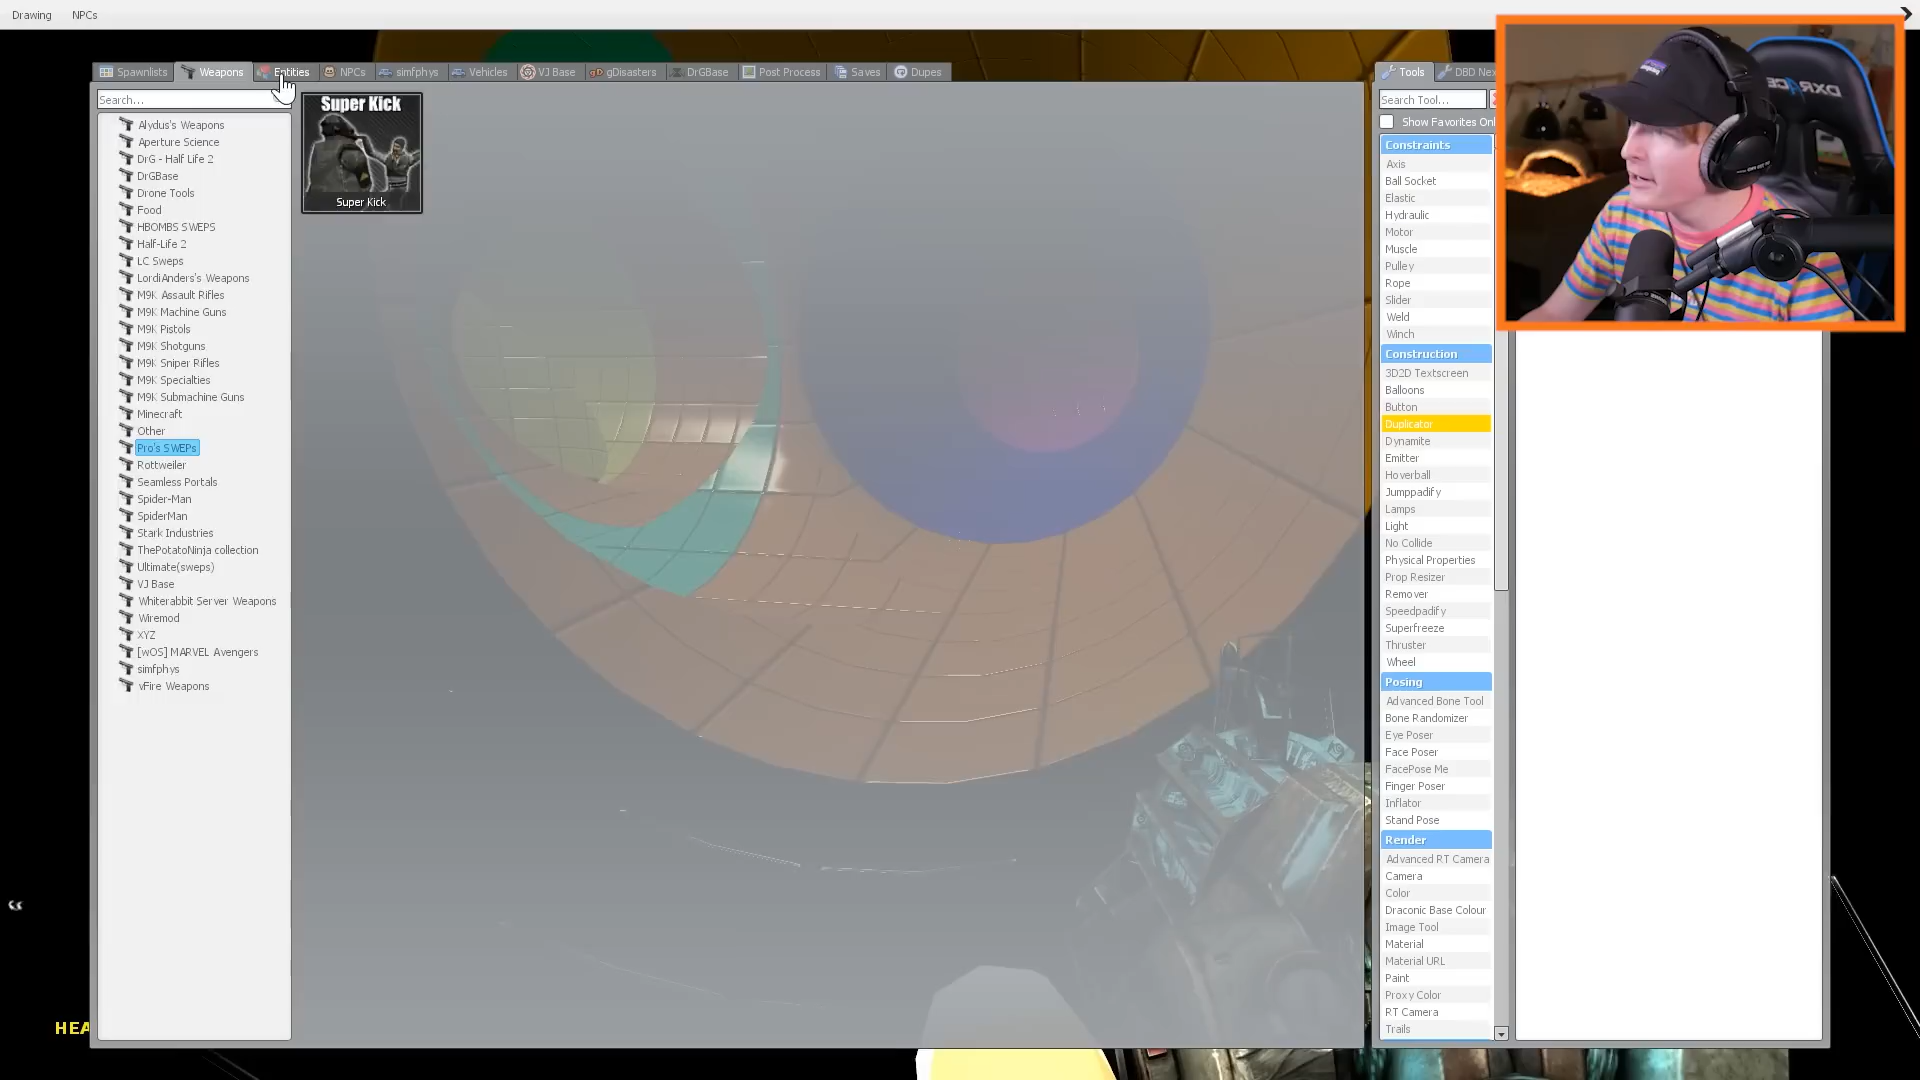 Drawing NPCs
Spawnlists Weapons Entities NPCs simfphys Vehicles VJ Base gDisasters DrGBase Post Process Saves Dupes
Search...
Alydus's Weapons
Aperture Science
DrG - Half Life 2
DrGBase
Drone Tools
Food
HBOMBS SWEPS
Half-Life 2
LC Sweps
LordiAnders's Weapons
M9K Assault Rifles
M9K Machine Guns
M9K Pistols
M9K Shotguns
M9K Sniper Rifles
M9K Specialties
M9K Submachine Guns
Minecraft
Other
Pro's SWEPs
Rottweiler
Seamless Portals
Spider-Man
SpiderMan
Stark Industries
ThePotatoNinja collection
Ultimate(sweps)
VJ Base
Whiterabbit Server Weapons
Wiremod
XYZ
[wOS] MARVEL Avengers
simfphys
vFire Weapons
Super Kick
Super Kick
Tools DBD Nex
Search Tool...
Show Favorites Onl
Constraints
Axis
Ball Socket
Elastic
Hydraulic
Motor
Muscle
Pulley
Rope
Slider
Weld
Winch
Construction
3D2D Textscreen
Balloons
Button
Duplicator
Dynamite
Emitter
Hoverball
Jumppadify
Lamps
Light
No Collide
Physical Properties
Prop Resizer
Remover
Speedpadify
Superfreeze
Thruster
Wheel
Posing
Advanced Bone Tool
Bone Randomizer
Eye Poser
Face Poser
FacePose Me
Finger Poser
Inflator
Stand Pose
Render
Advanced RT Camera
Camera
Color
Draconic Base Colour
Image Tool
Material
Material URL
Paint
Proxy Color
RT Camera
Trails
HEA